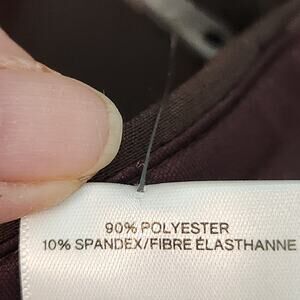 90% POLYESTER
10% SPANDEX/FIBRE ÉLASTHANNE